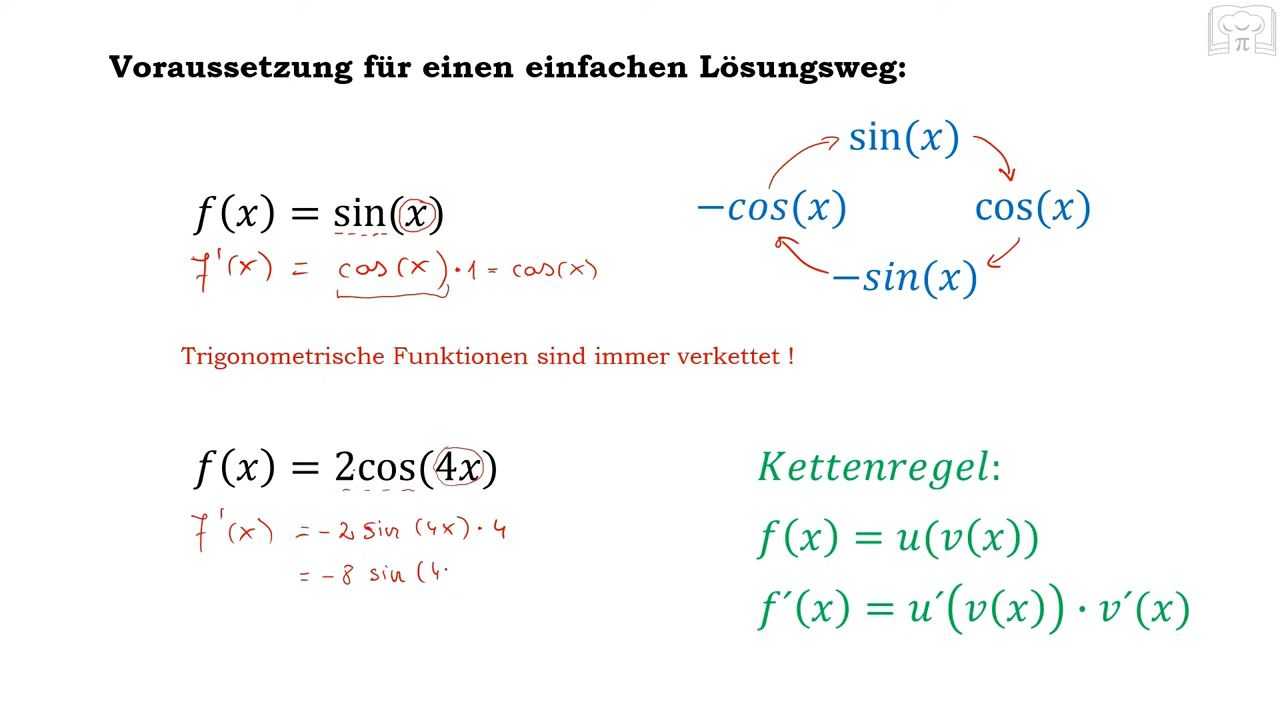 Voraussetzung für einen einfachen Lösungsweg:
sin(x)
−cos(x)
cos(x)
−sin(x)
f(x) = sin(x)
f'(x) = cos(x) · 1 = cos(x)
Trigonometrische Funktionen sind immer verkettet !
f(x) = 2cos(4x)
f'(x) = − 2 sin (4x) · 4
= − 8 sin (4
Kettenregel:
f(x) = u(v(x))
f´(x) = u´(v(x)) · v´(x)
π